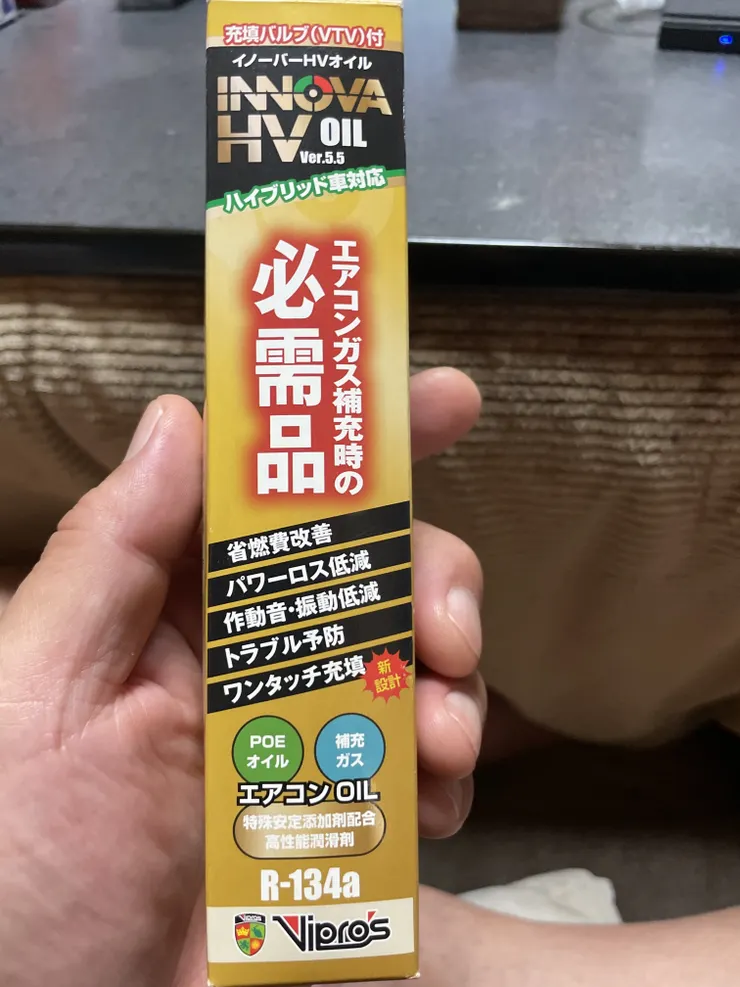 充填バルブ(VTV)付
イノーバーHVオイル
INNOVA
HV OIL
Ver.5.5
ハイブリッド車対応
エアコンガス補充時の
必需品
省燃費改善
パワーロス低減
作動音・振動低減
トラブル予防
ワンタッチ充填
新
設計
POE
オイル
補充
ガス
エアコン OIL
特殊安定添加剤配合
高性能潤滑剤
R-134a
VIPROS
Vipro's